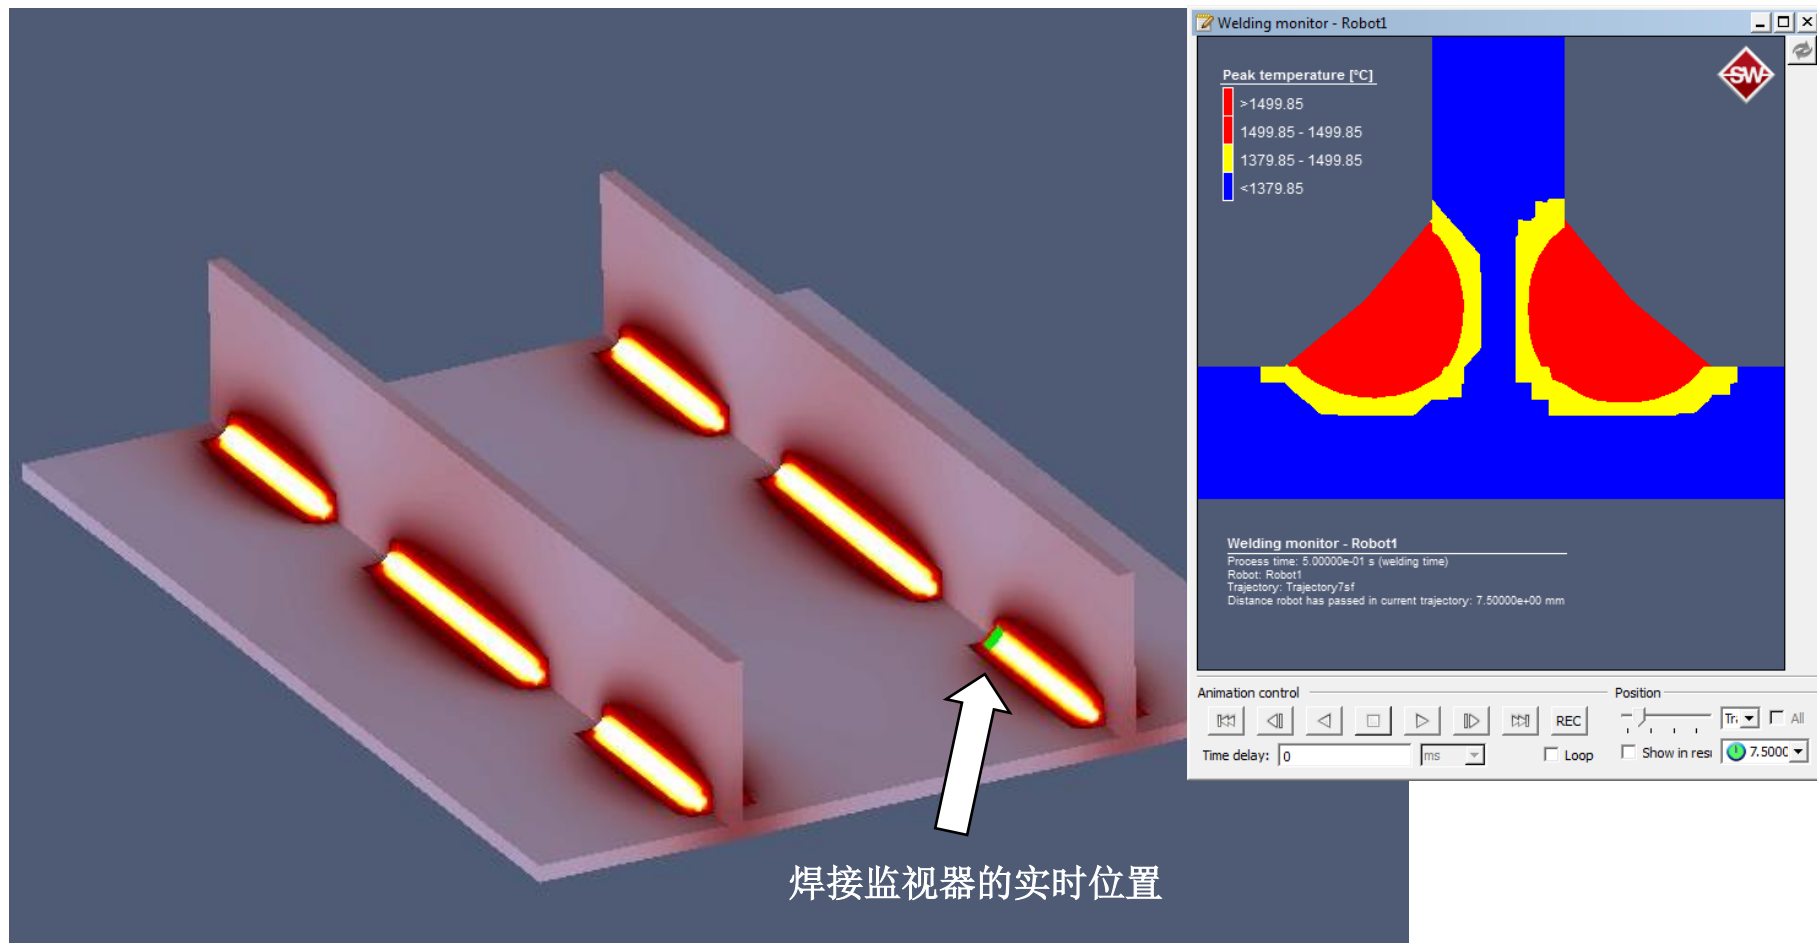 Welding monitor - Robot1
Peak temperature [°C]
>1499.85
1499.85 - 1499.85
1379.85 - 1499.85
<1379.85
SW
Welding monitor - Robot1
Process time: 5.00000e-01 s (welding time)
Robot: Robot1
Trajectory: Trajectory7sf
Distance robot has passed in current trajectory: 7.50000e+00 mm
Animation control
Position
REC
Tri
All
Time delay: 0
ms
Loop
Show in resi
7.500C
焊接监视器的实时位置